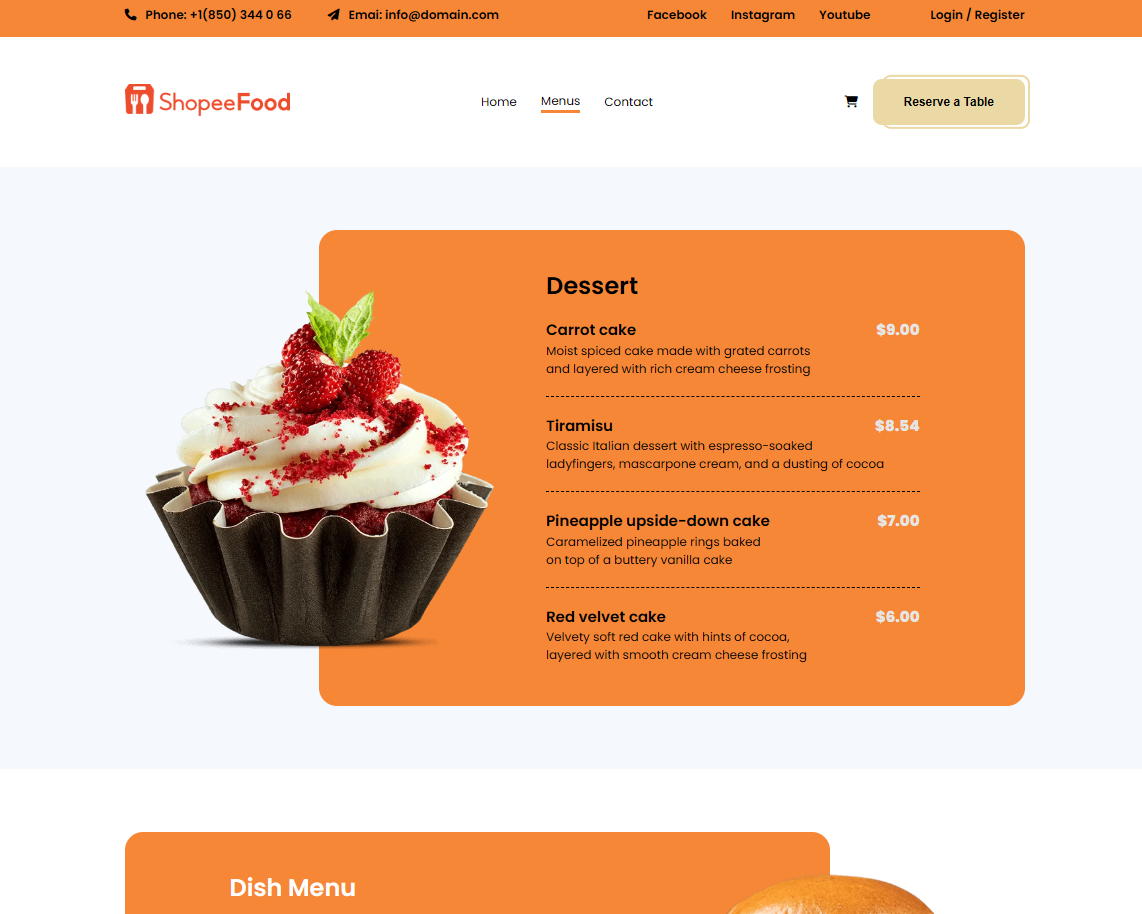 Phone: +1(850) 344 0 66
Emai: info@domain.com
Facebook
Instagram
Youtube
Login / Register
ShopeeFood
Home
Menus
Contact
Reserve a Table
Dessert
Carrot cake
$9.00
Moist spiced cake made with grated carrots
and layered with rich cream cheese frosting
Tiramisu
$8.54
Classic Italian dessert with espresso-soaked
ladyfingers, mascarpone cream, and a dusting of cocoa
Pineapple upside-down cake
$7.00
Caramelized pineapple rings baked
on top of a buttery vanilla cake
Red velvet cake
$6.00
Velvety soft red cake with hints of cocoa,
layered with smooth cream cheese frosting
Dish Menu